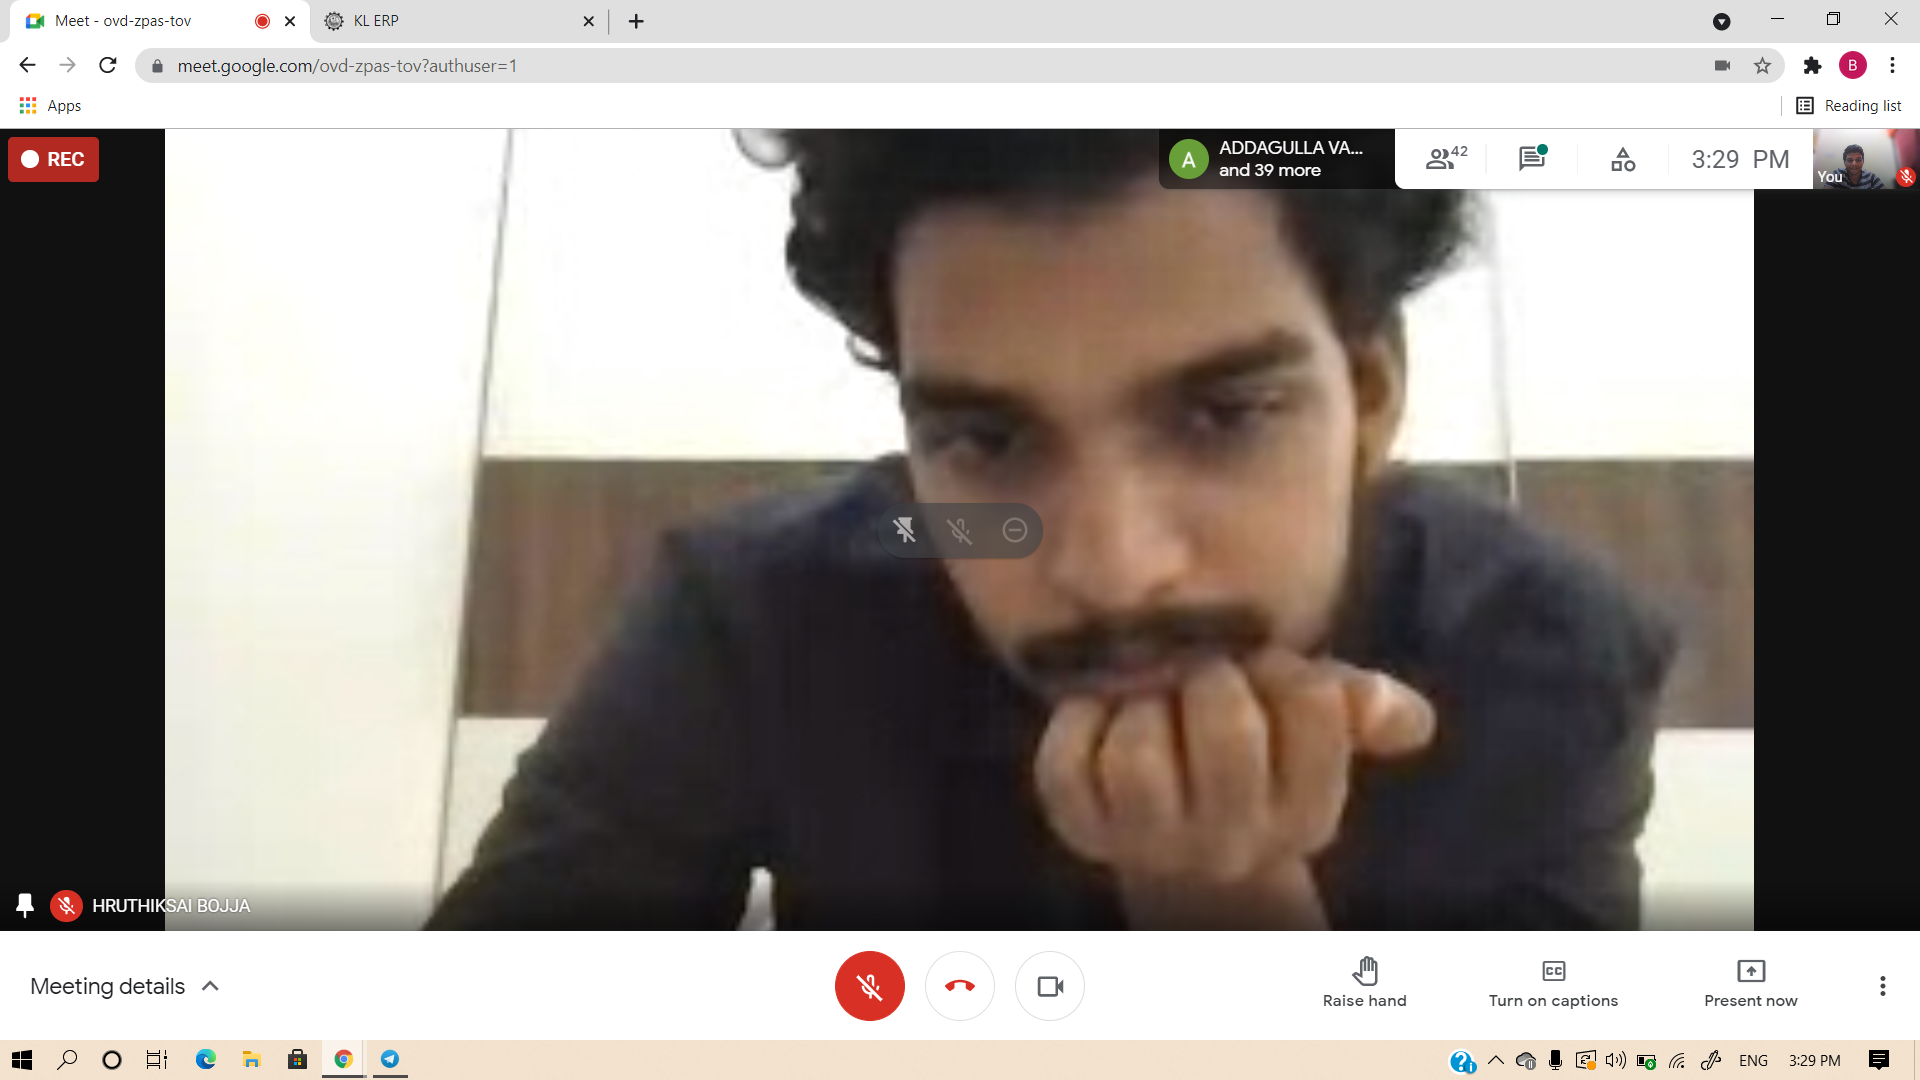 Meet - ovd-zpas-tov
KL ERP
meet.google.com/ovd-zpas-tov?authuser=1
B
Apps
Reading list
REC
A
ADDAGULLA VA...
and 39 more
42
3:29 PM
You
HRUTHIKSAI BOJJA
Meeting details
Raise hand
CC
Turn on captions
Present now
ENG
3:29 PM